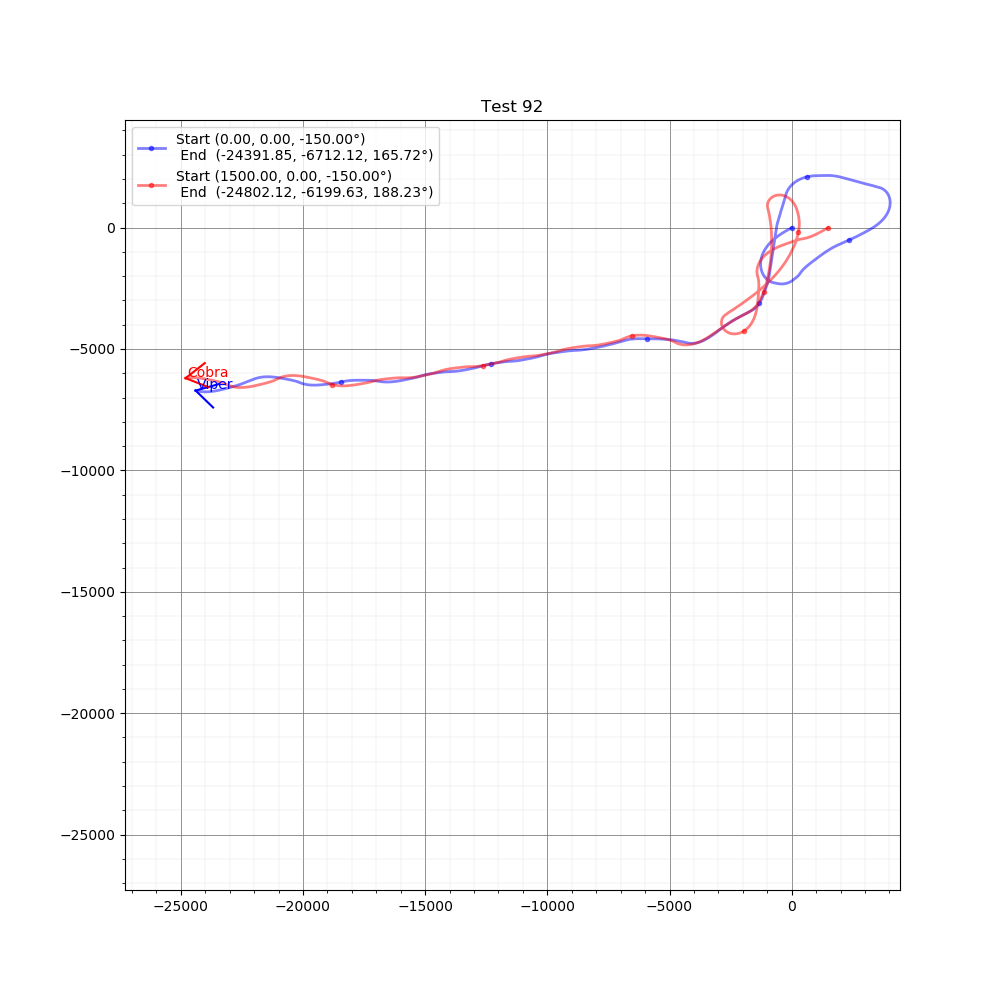 Test 92
Start (0.00, 0.00, -150.00°)
End  (-24391.85, -6712.12, 165.72°)
Start (1500.00, 0.00, -150.00°)
End  (-24802.12, -6199.63, 188.23°)
0
Cobra
Viper
−5000
−10000
−15000
−20000
−25000
−25000 −20000 −15000 −10000 −5000 0